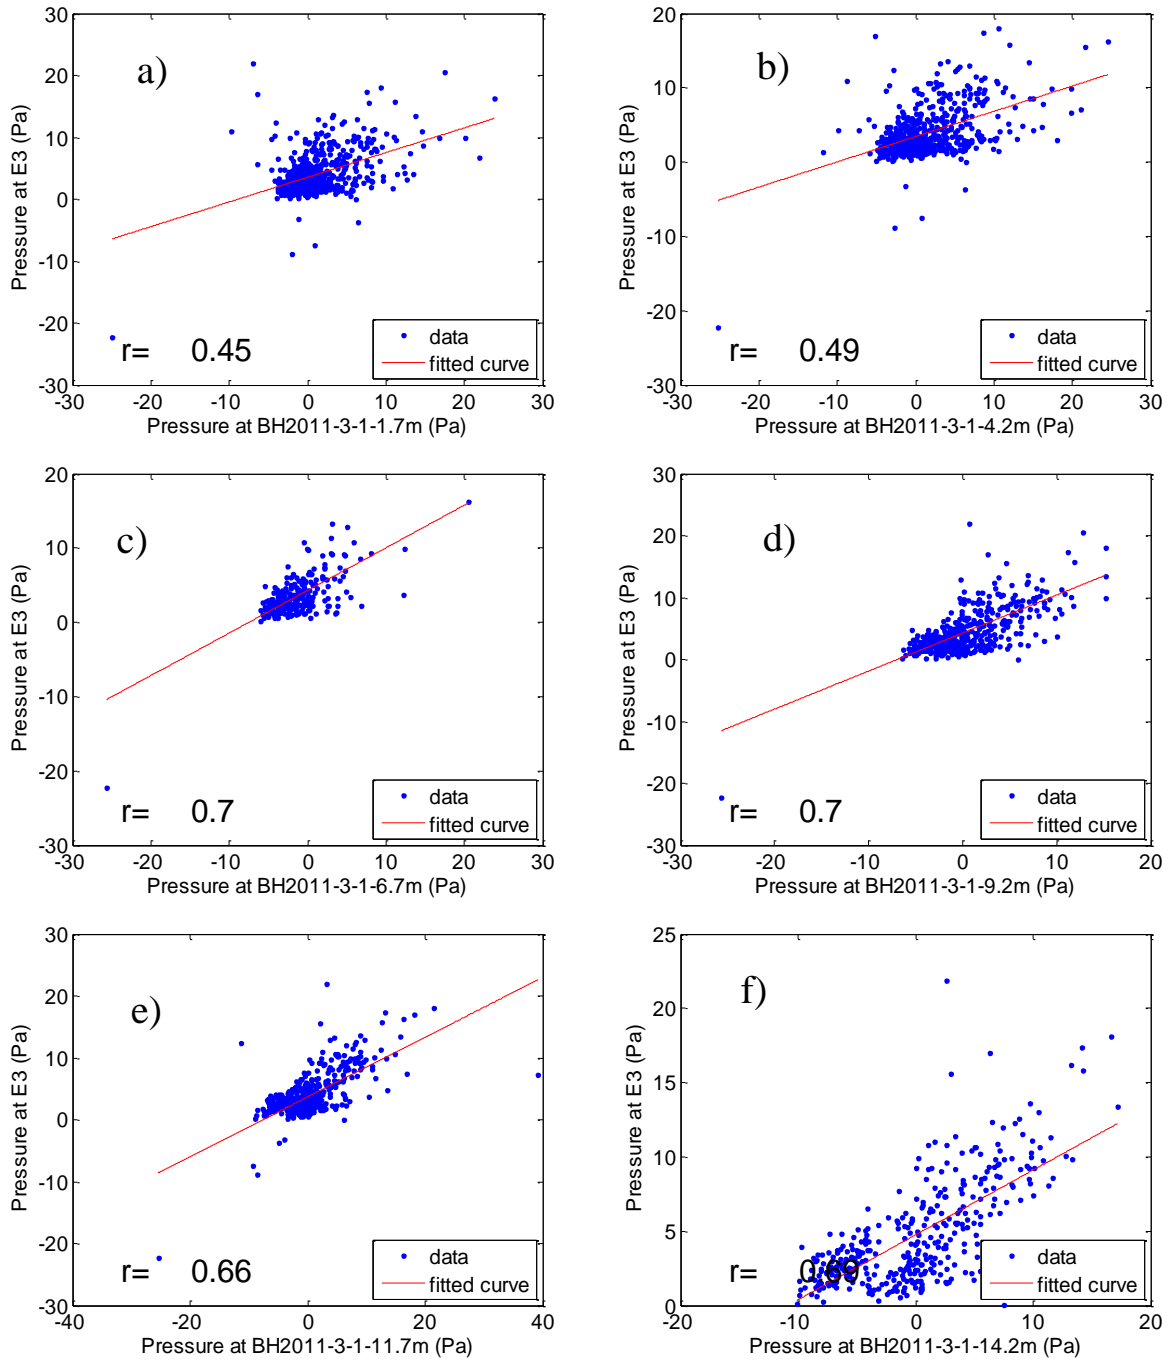 30
20
10
0
-10
-20
-30
-30 -20 -10 0 10 20 30
Pressure at E3 (Pa)
Pressure at BH2011-3-1-1.7m (Pa)
a)
r= 0.45
data
fitted curve
20
10
0
-10
-20
-30
-30 -20 -10 0 10 20 30
Pressure at E3 (Pa)
Pressure at BH2011-3-1-4.2m (Pa)
b)
r= 0.49
data
fitted curve
20
10
0
-10
-20
-30
-30 -20 -10 0 10 20 30
Pressure at E3 (Pa)
Pressure at BH2011-3-1-6.7m (Pa)
c)
r= 0.7
data
fitted curve
30
20
10
0
-10
-20
-30
-30 -20 -10 0 10 20
Pressure at E3 (Pa)
Pressure at BH2011-3-1-9.2m (Pa)
d)
r= 0.7
data
fitted curve
30
20
10
0
-10
-20
-30
-40 -20 0 20 40
Pressure at E3 (Pa)
Pressure at BH2011-3-1-11.7m (Pa)
e)
r= 0.66
data
fitted curve
25
20
15
10
5
0
-20 -10 0 10 20
Pressure at E3 (Pa)
Pressure at BH2011-3-1-14.2m (Pa)
f)
r= 0.69
data
fitted curve